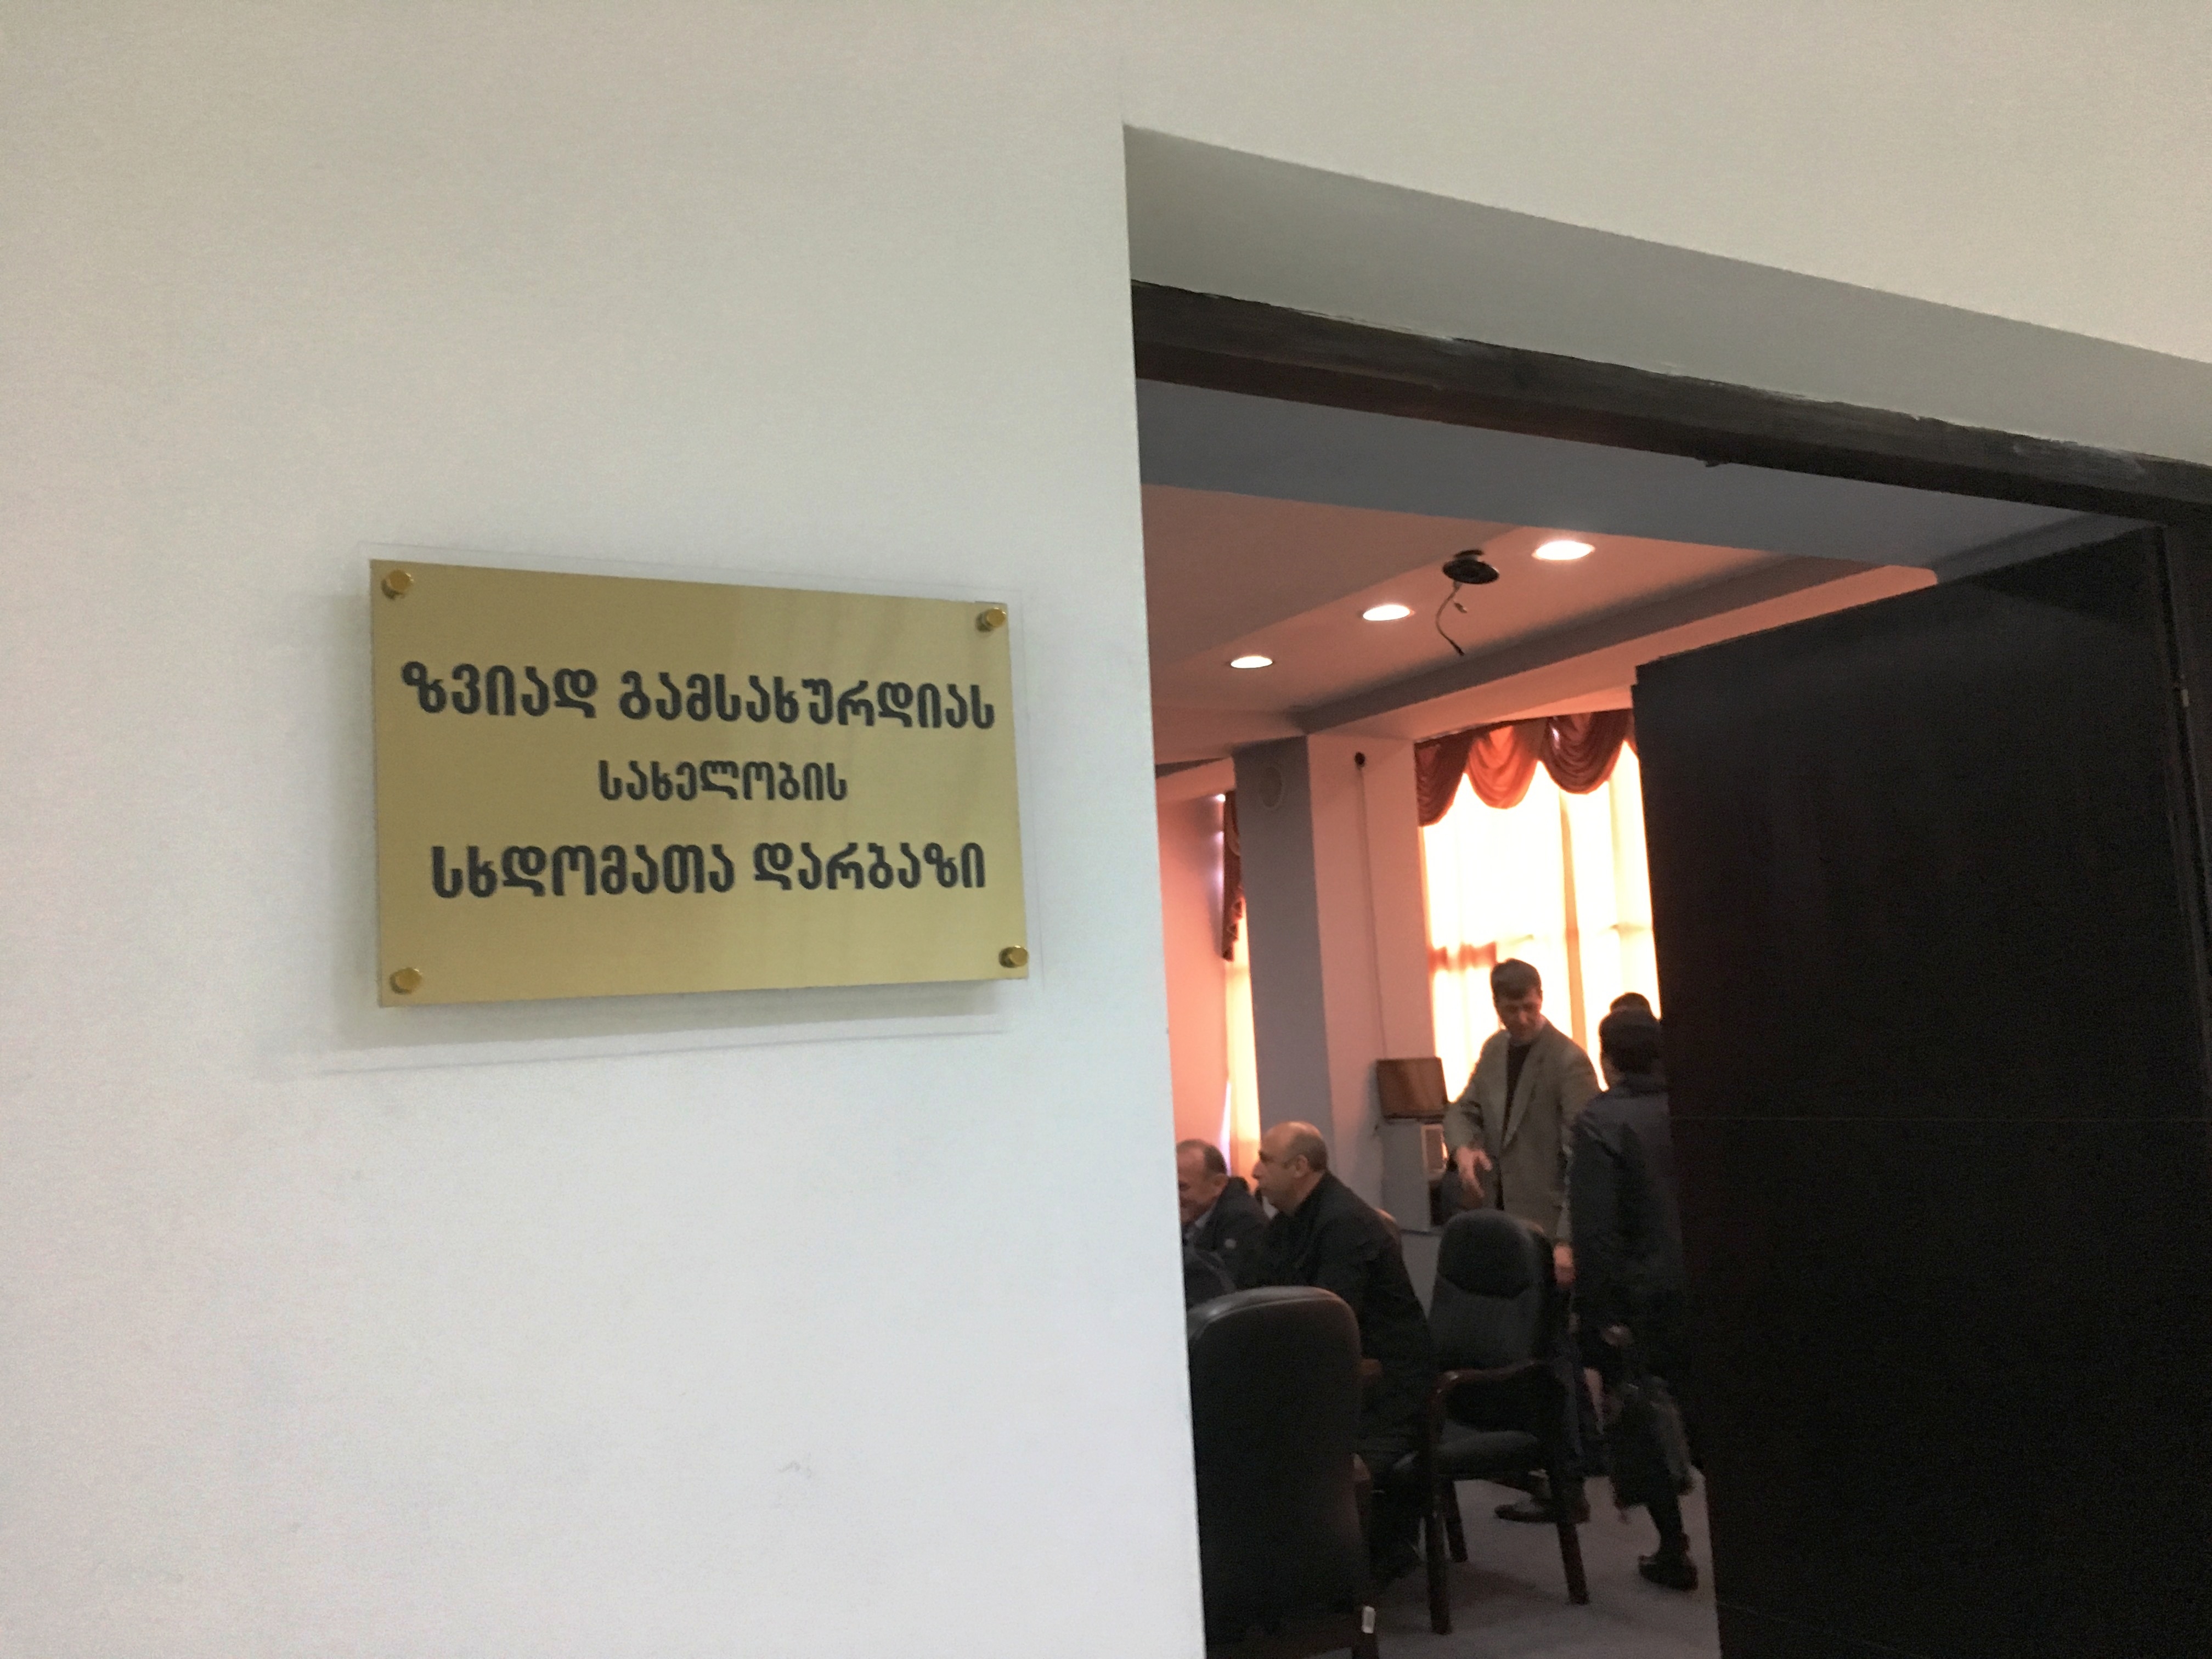 ზვიად გამსახურდიას
სახელობის
სხდომათა დარბაზი